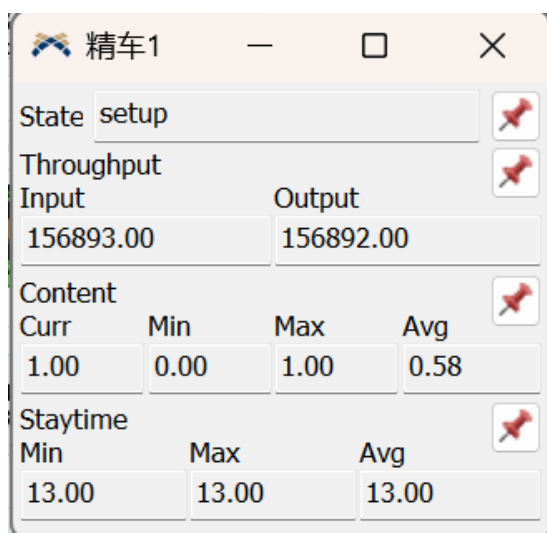 精车1
State setup
Throughput
Input Output
156893.00 156892.00
Content
Curr Min Max Avg
1.00 0.00 1.00 0.58
Staytime
Min Max Avg
13.00 13.00 13.00